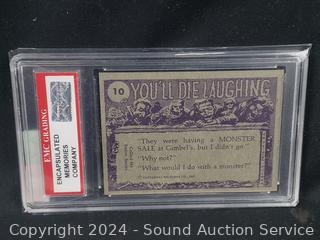 EMC GRADING
ENCAPSULATED
MEMORIES
COMPANY
10
YOU'LL DIE LAUGHING
"They were having a MONSTER
SALE at Gimbel's, but I didn't go."
"Why not?"
"What would I do with a monster?"
Copyright 2024 - Sound Auction Service